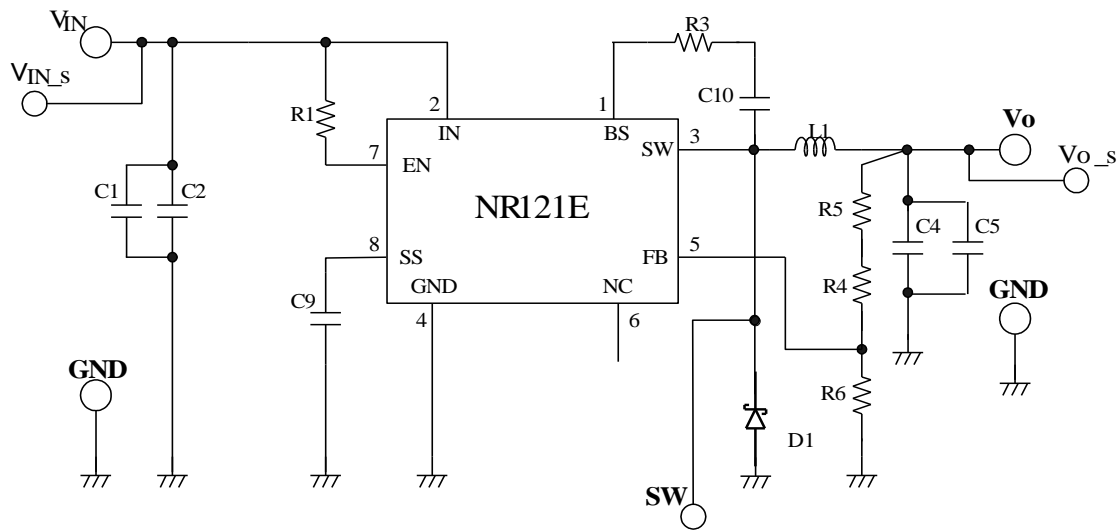 VIN
VIN_S
R3
C10
2
1
R1
IN
BS
L1
Vo
3
SW
7
EN
Vo_s
C1
C2
NR121E
R5
C4
C5
8
5
SS
FB
GND
NC
R4
GND
C9
4
6
GND
R6
D1
SW